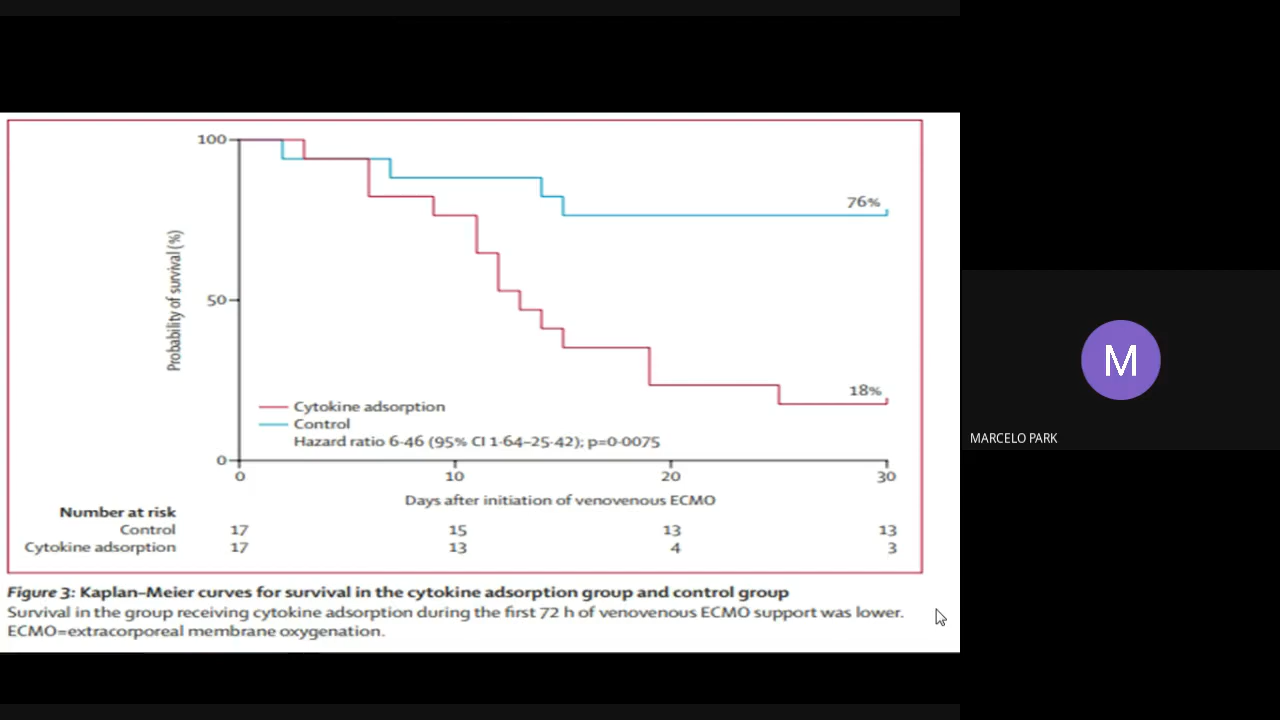 100
76%
Probability of survival (%)
50
18%
Cytokine adsorption
Control
Hazard ratio 6·46 (95% CI 1·64–25·42); p=0·0075
0
0 10 20 30
Days after initiation of venovenous ECMO
Number at risk
Control 17 15 13 13
Cytokine adsorption 17 13 4 3
Figure 3: Kaplan–Meier curves for survival in the cytokine adsorption group and control group
Survival in the group receiving cytokine adsorption during the first 72 h of venovenous ECMO support was lower.
ECMO=extracorporeal membrane oxygenation.
M
MARCELO PARK